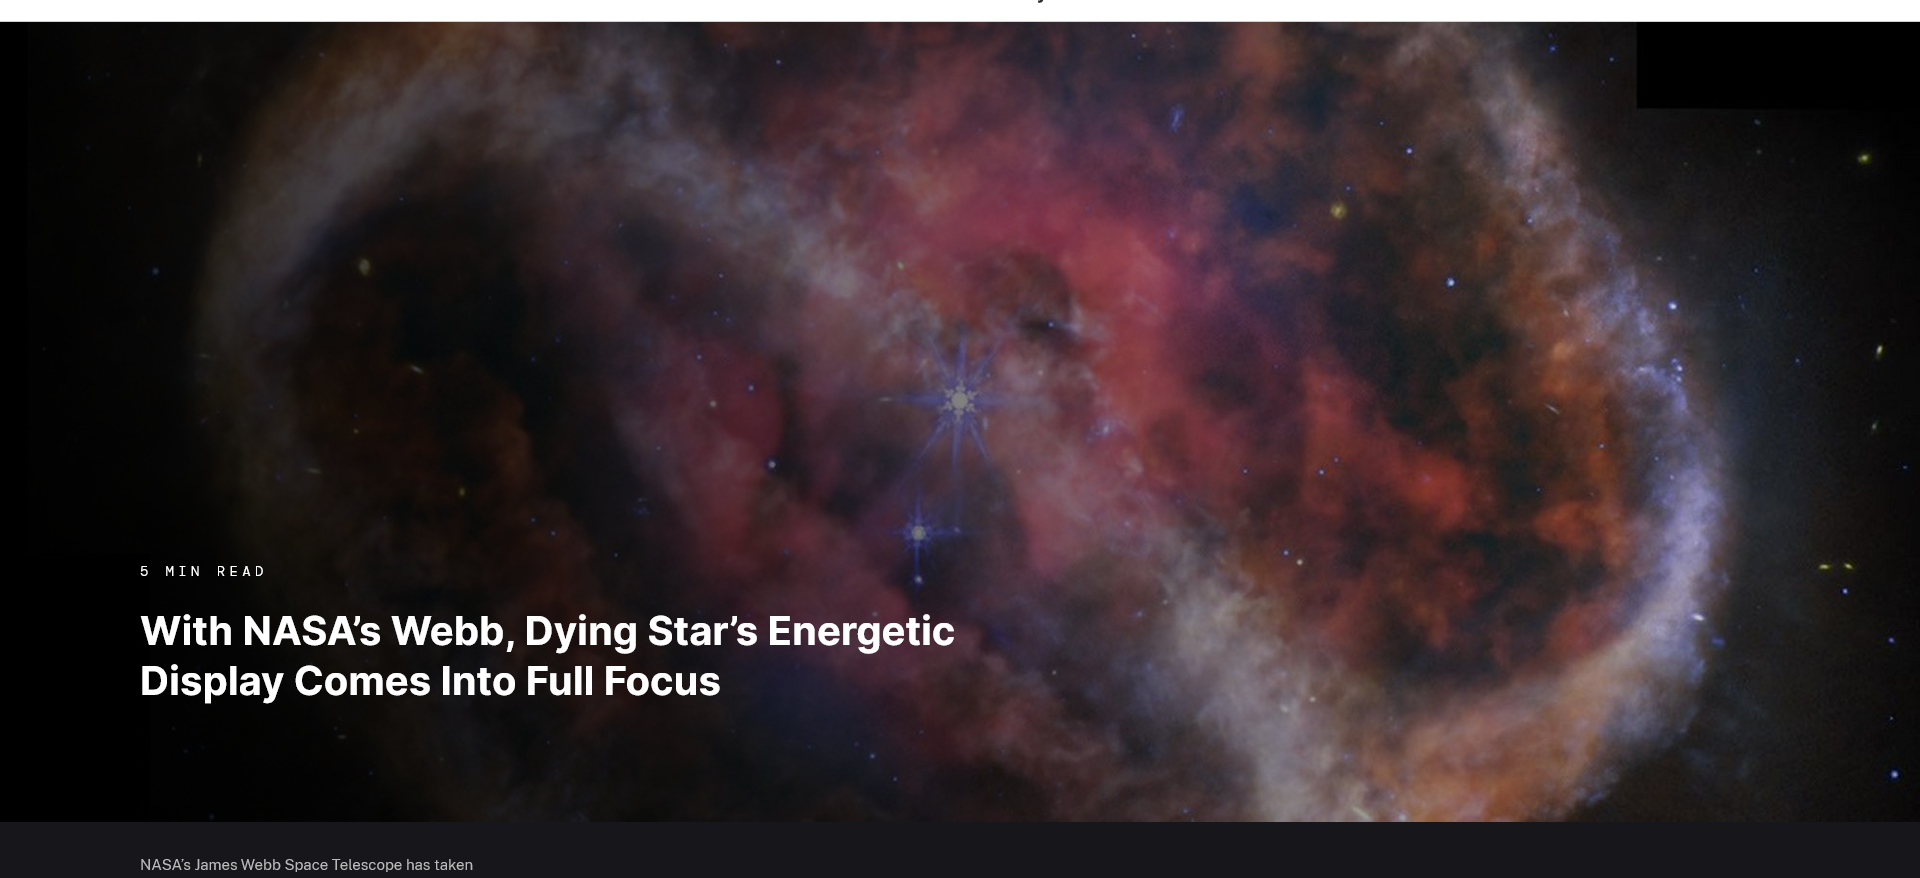 5 MIN READ
With NASA’s Webb, Dying Star’s Energetic
Display Comes Into Full Focus
NASA’s James Webb Space Telescope has taken